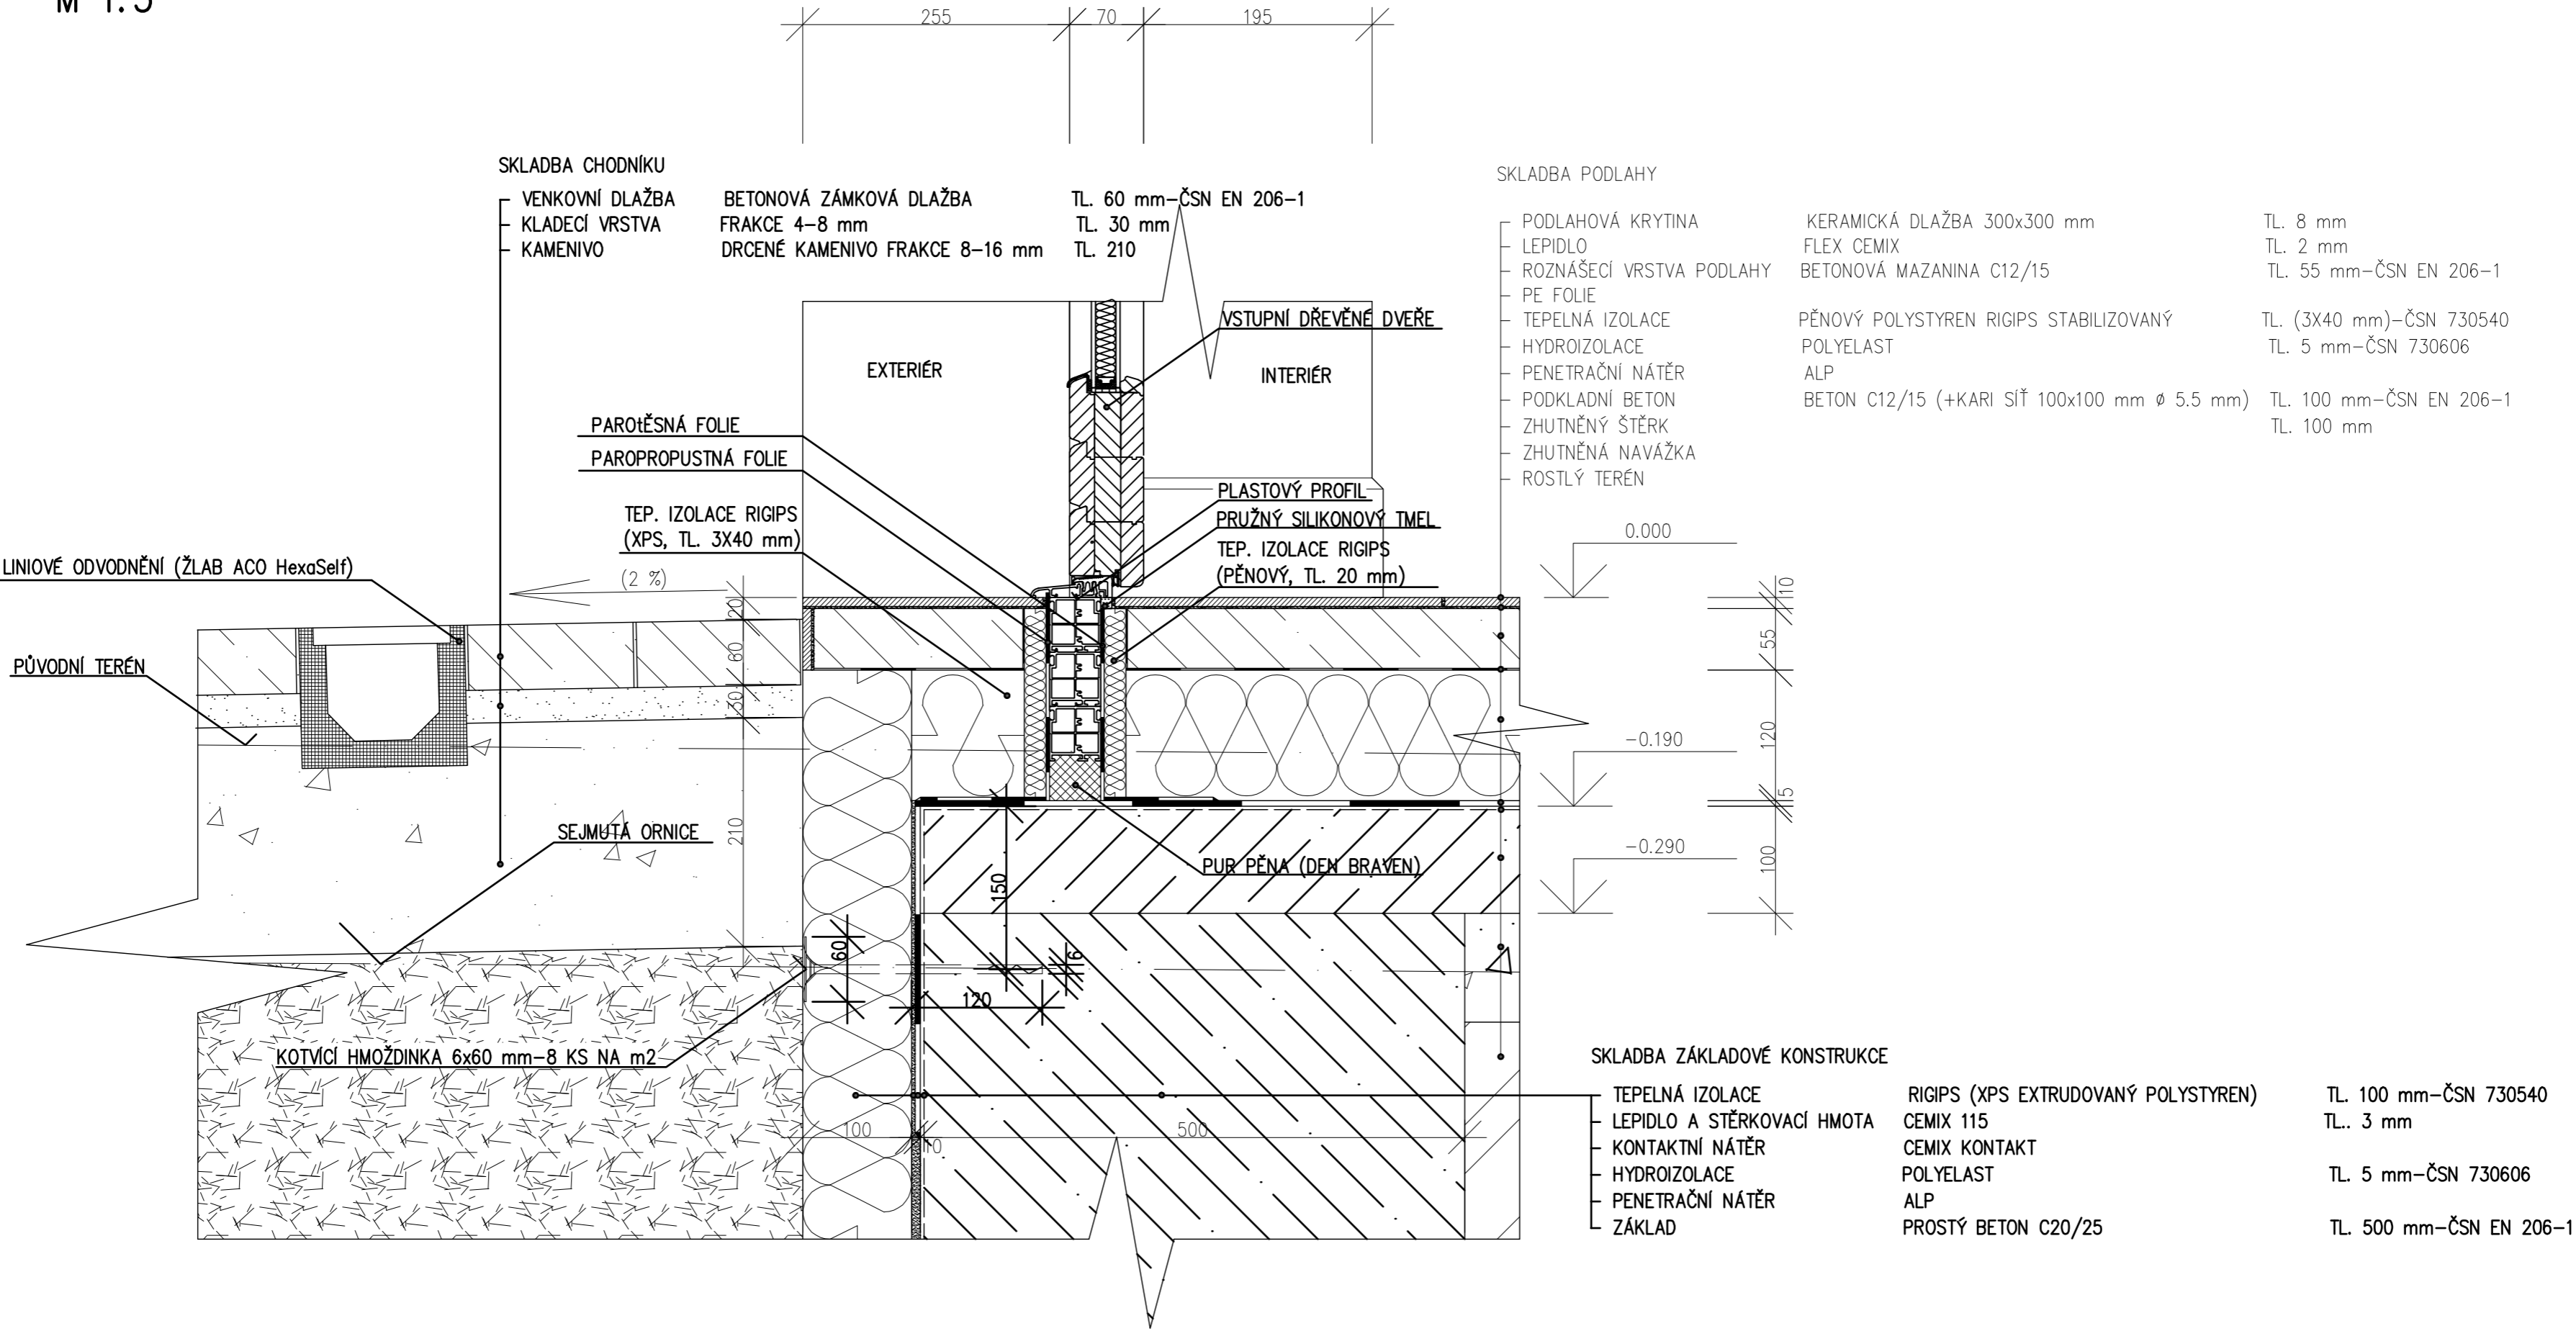 M 1:5
255 70 195
SKLADBA CHODNÍKU
VENKOVNÍ DLAŽBA BETONOVÁ ZÁMKOVÁ DLAŽBA TL. 60 mm–ČSN EN 206–1
KLADECÍ VRSTVA FRAKCE 4–8 mm TL. 30 mm
KAMENIVO DRCENÉ KAMENIVO FRAKCE 8–16 mm TL. 210
SKLADBA PODLAHY
PODLAHOVÁ KRYTINA KERAMICKÁ DLAŽBA 300x300 mm TL. 8 mm
LEPIDLO FLEX CEMIX TL. 2 mm
ROZNÁŠECÍ VRSTVA PODLAHY BETONOVÁ MAZANINA C12/15 TL. 55 mm–ČSN EN 206–1
PE FOLIE
TEPELNÁ IZOLACE PĚNOVÝ POLYSTYREN RIGIPS STABILIZOVANÝ TL. (3X40 mm)–ČSN 730540
HYDROIZOLACE POLYELAST TL. 5 mm–ČSN 730606
PENETRAČNÍ NÁTĚR ALP
PODKLADNÍ BETON BETON C12/15 (+KARI SÍŤ 100x100 mm ø 5.5 mm) TL. 100 mm–ČSN EN 206–1
ZHUTNĚNÝ ŠTĚRK TL. 100 mm
ZHUTNĚNÁ NAVÁŽKA
ROSTLÝ TERÉN
VSTUPNÍ DŘEVĚNÉ DVEŘE
EXTERIÉR
INTERIÉR
PAROtĚSNÁ FOLIE
PAROPROPUSTNÁ FOLIE
TEP. IZOLACE RIGIPS
(XPS, TL. 3X40 mm)
PLASTOVÝ PROFIL
PRUŽNÝ SILIKONOVÝ TMEL
TEP. IZOLACE RIGIPS
(PĚNOVÝ, TL. 20 mm)
LINIOVÉ ODVODNĚNÍ (ŽLAB ACO HexaSelf)
(2 %)
PŮVODNÍ TERÉN
20
60
30
210
0.000
–0.190
–0.290
10
55
120
5
100
SEJMUTÁ ORNICE
PUR PĚNA (DEN BRAVEN)
150
60
6
120
KOTVÍCÍ HMOŽDINKA 6x60 mm–8 KS NA m2
100 10 500
SKLADBA ZÁKLADOVÉ KONSTRUKCE
TEPELNÁ IZOLACE RIGIPS (XPS EXTRUDOVANÝ POLYSTYREN) TL. 100 mm–ČSN 730540
LEPIDLO A STĚRKOVACÍ HMOTA CEMIX 115 TL.. 3 mm
KONTAKTNÍ NÁTĚR CEMIX KONTAKT
HYDROIZOLACE POLYELAST TL. 5 mm–ČSN 730606
PENETRAČNÍ NÁTĚR ALP
ZÁKLAD PROSTÝ BETON C20/25 TL. 500 mm–ČSN EN 206–1